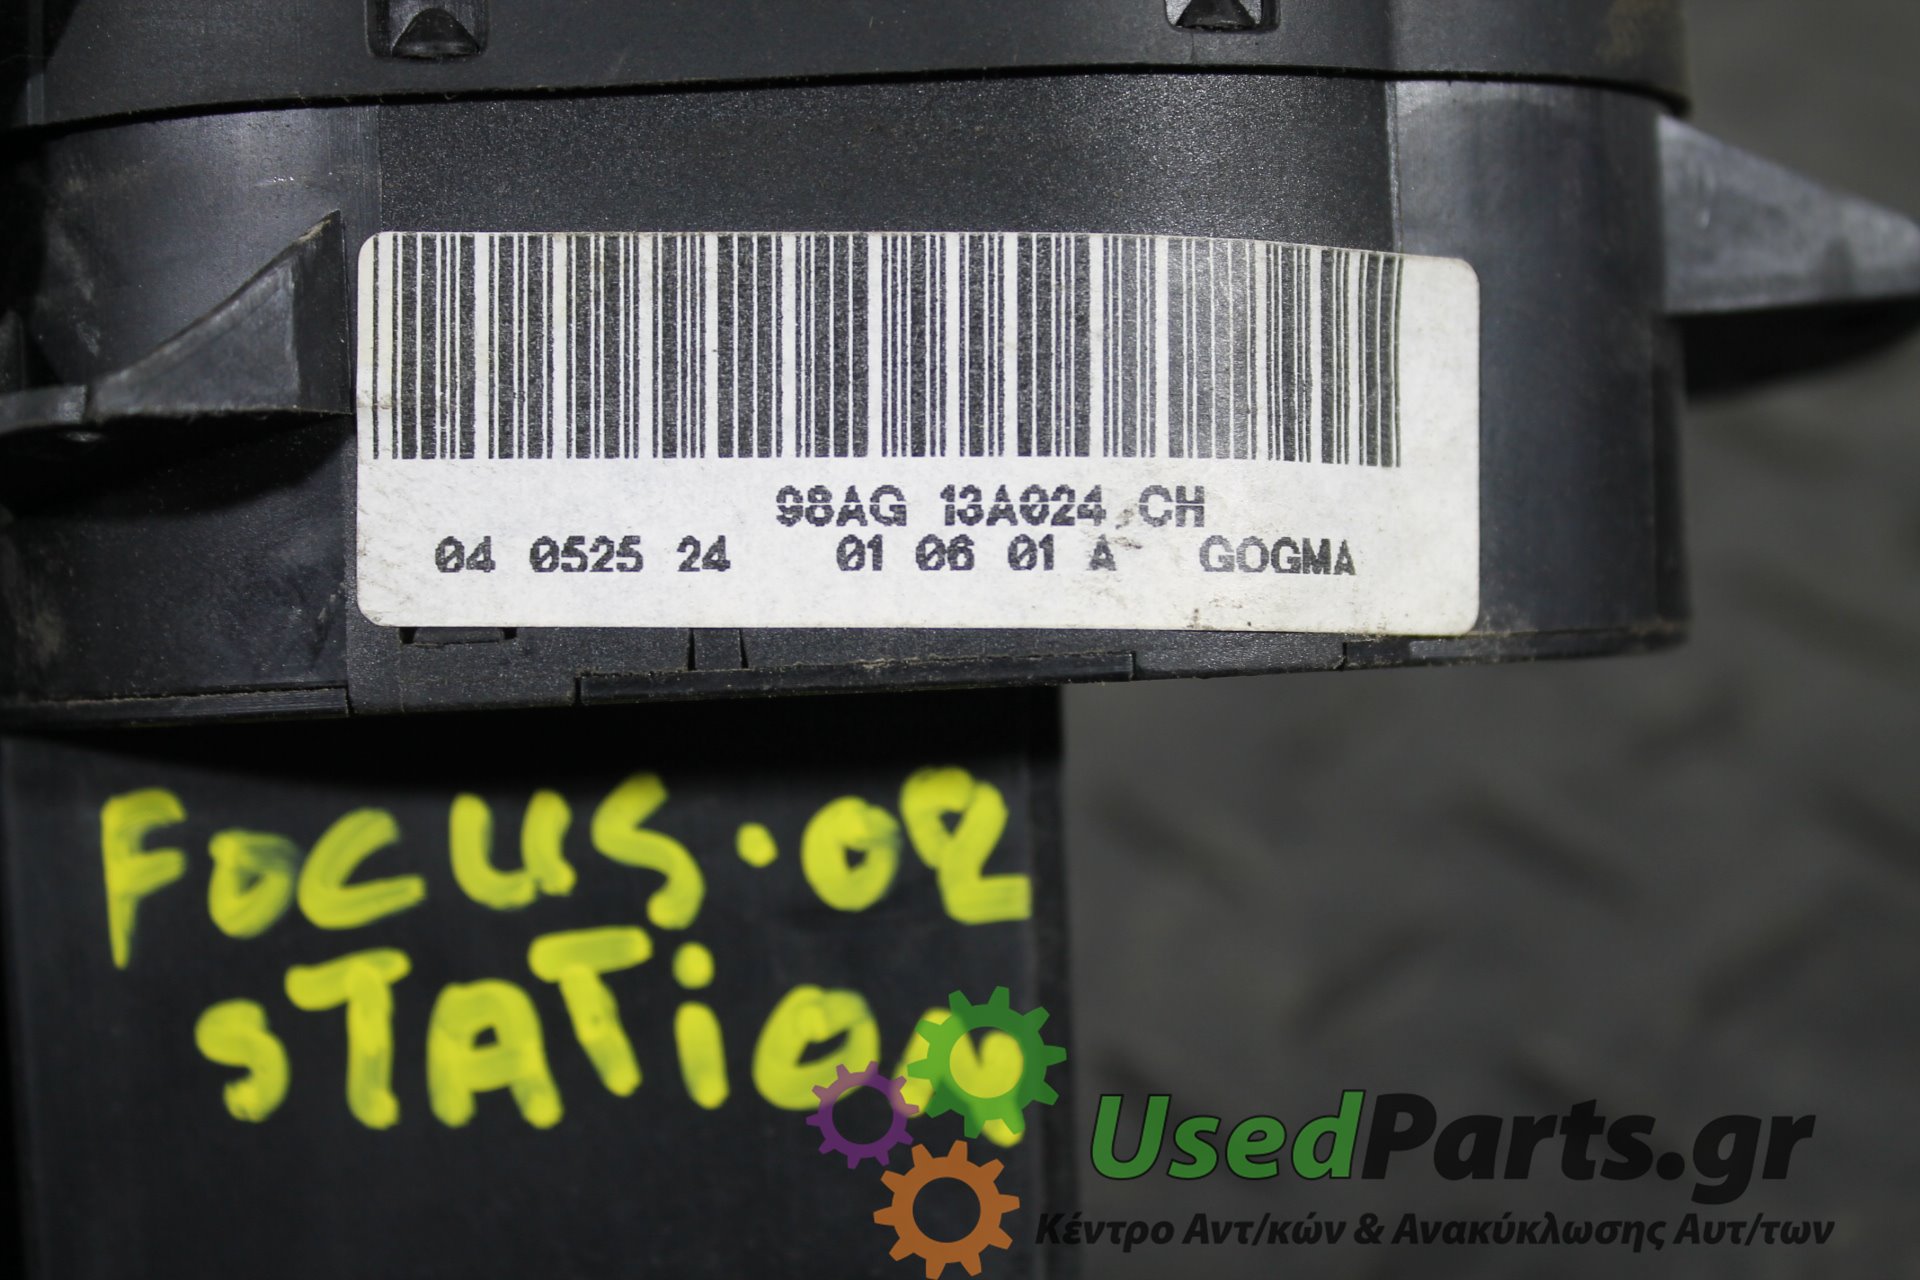 98AG 13A024 CH
04 0525 24 01 06 01 A GOGMA
FOCUS.02
STATiON
UsedParts.gr
Κέντρο Αντ/κών & Ανακύκλωσης Αυτ/των